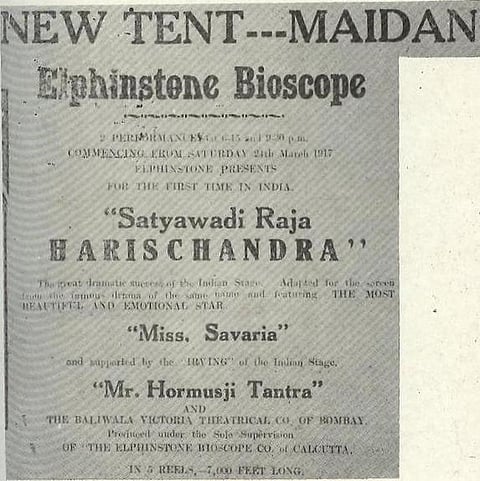 NEW TENT---MAIDAN
Elphinstone Bioscope
2 PERFORMANCES at 6-15 and 9-30 p.m.
COMMENCING FROM SATURDAY 24th March 1917
ELPHINSTONE PRESENTS
FOR THE FIRST TIME IN INDIA.
"Satyawadi Raja
HARISCHANDRA"
The great dramatic success of the Indian Stage. Adapted for the screen
from the famous drama of the same name and featuring THE MOST
BEAUTIFUL AND EMOTIONAL STAR.
"Miss. Savaria"
and supported by the "IRVING" of the Indian Stage.
"Mr. Hormusji Tantra"
AND
THE BALIWALA VICTORIA THEATRICAL CO. OF BOMBAY.
Produced under the Sole Supervision
OF "THE ELPHINSTONE BIOSCOPE CO. of CALCUTTA.
IN 5 REELS,--7,000 FEET LONG.